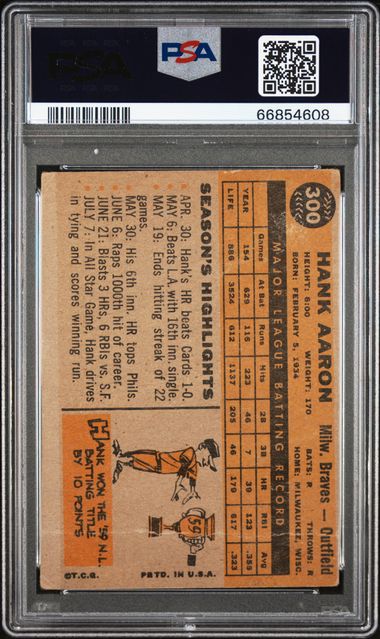 PSA
PSA
66854608
300
HANK AARON Milw. Braves — Outfield
HEIGHT: 6:00 WEIGHT: 170 BATS: R THROWS: R
BORN: FEBRUARY 5, 1934 HOME: MILWAUKEE, WISC.
MAJOR LEAGUE BATTING RECORD
Games At Bat Runs Hits 2B 3B HR RBI Avg
YEAR 154 629 116 223 46 7 39 123 .355
LIFE 886 3524 612 1137 205 46 179 617 .323
SEASON'S HIGHLIGHTS
APR. 30: Hank's HR beats Cards 1-0.
MAY 6: Beats L.A. with 16th inn. single.
MAY 19: Ends hitting streak of 22
games.
MAY 30: His 6th inn. HR tops Phils.
JUNE 6: Raps 1000th hit of career.
JUNE 21: Blasts 3 HRs, 6 RBIs vs. S.F.
JULY 7: In All Star Game, Hank drives
in tying and scores winning run.
'59
HANK WON THE '59 N.L.
BATTING TITLE
BY 10 POINTS
©T.C.G. PRTD. IN U.S.A.